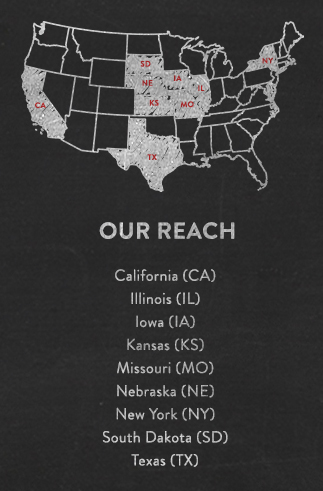 SD
NY
IA
NE
IL
CA
KS
MO
TX
OUR REACH
California (CA)
Illinois (IL)
Iowa (IA)
Kansas (KS)
Missouri (MO)
Nebraska (NE)
New York (NY)
South Dakota (SD)
Texas (TX)